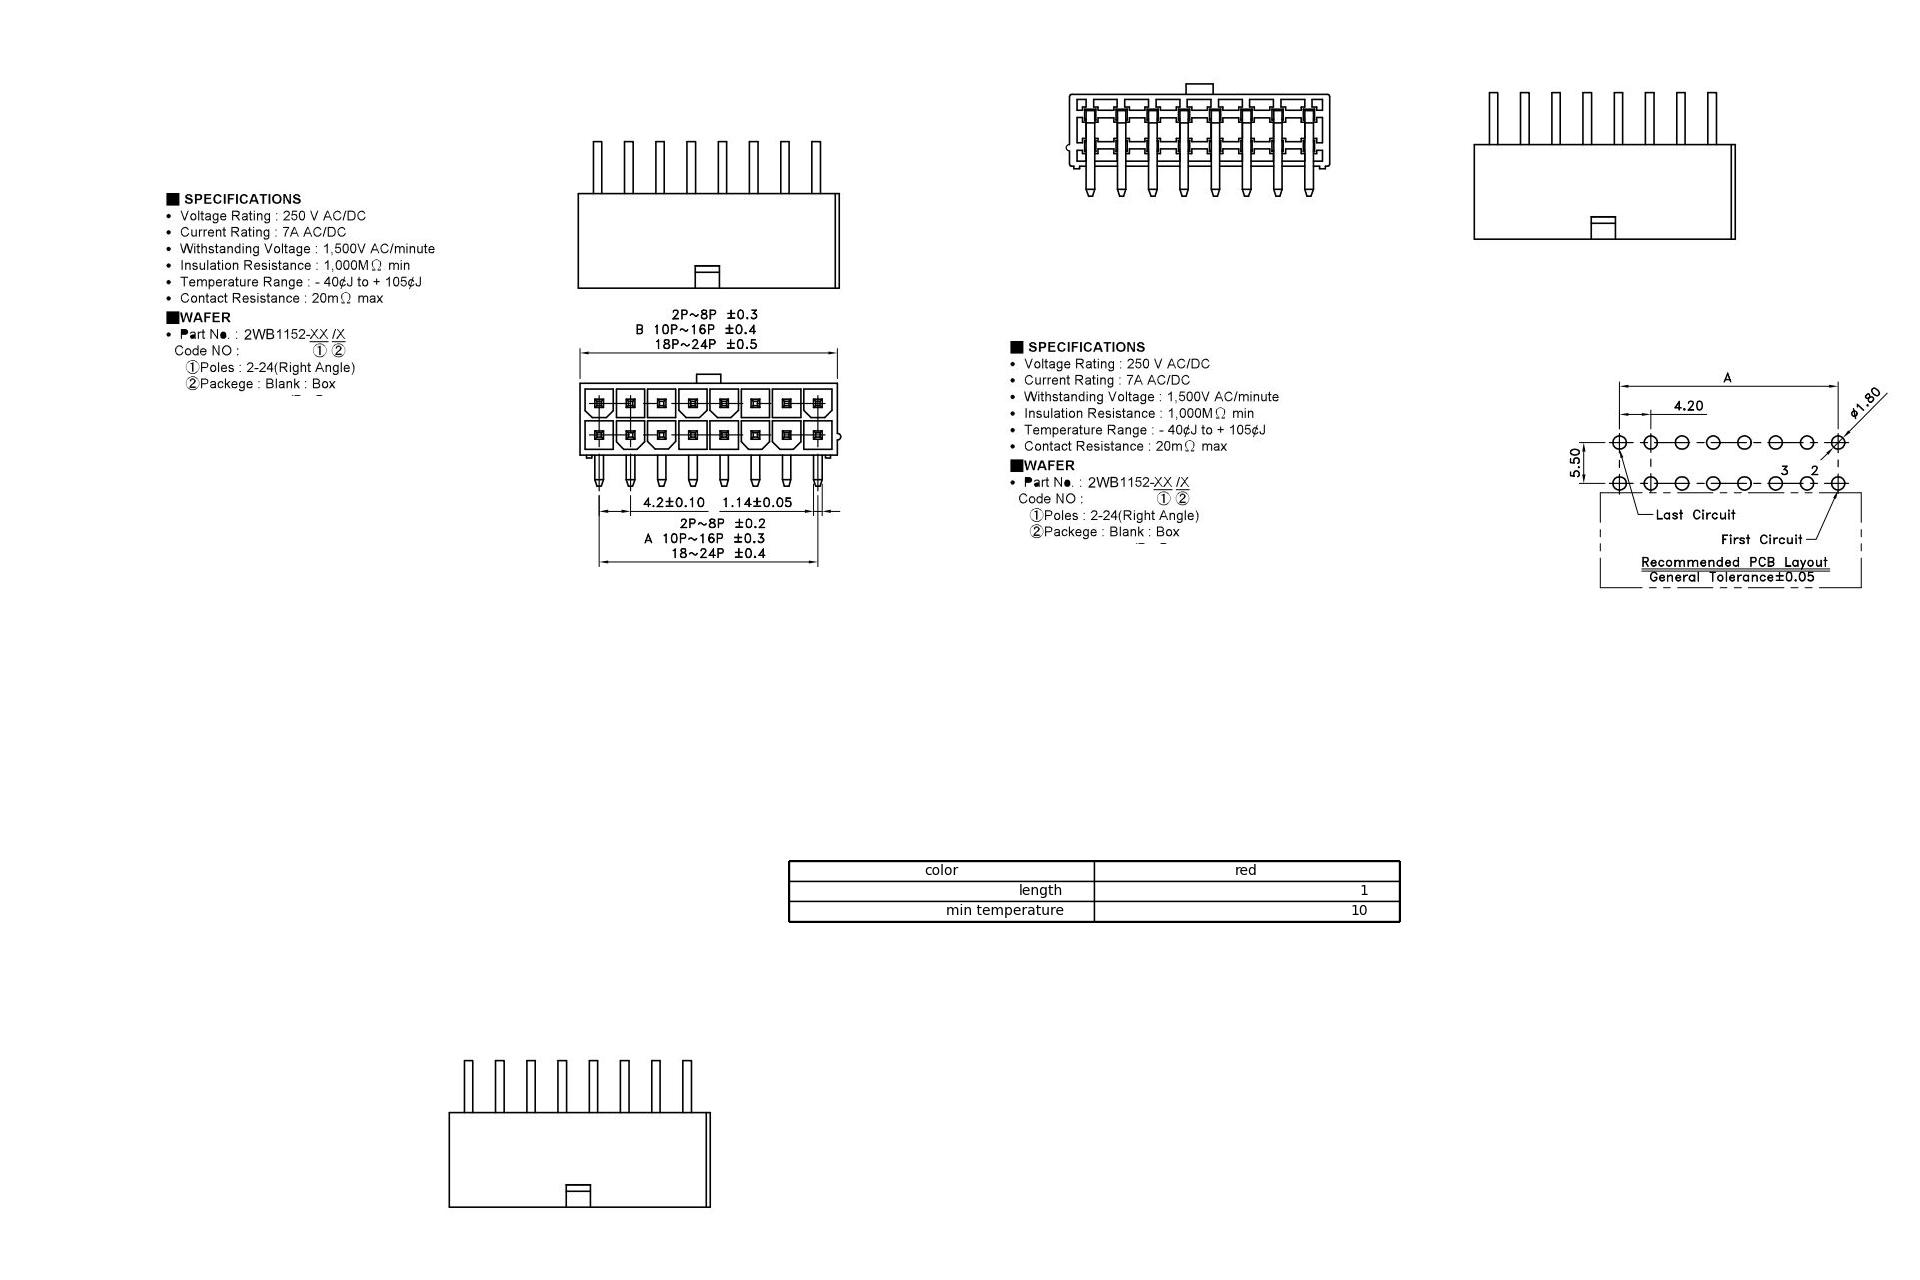 ■ SPECIFICATIONS
• Voltage Rating : 250 V AC/DC
• Current Rating : 7A AC/DC
• Withstanding Voltage : 1,500V AC/minute
• Insulation Resistance : 1,000MΩ min
• Temperature Range : - 40¢J to + 105¢J
• Contact Resistance : 20mΩ max
■WAFER
• Part No. : 2WB1152-XX /X
Code NO : ① ②
①Poles : 2-24(Right Angle)
②Packege : Blank : Box
2P~8P ±0.3
B 10P~16P ±0.4
18P~24P ±0.5
4.2±0.10 1.14±0.05
2P~8P ±0.2
A 10P~16P ±0.3
18~24P ±0.4
■ SPECIFICATIONS
• Voltage Rating : 250 V AC/DC
• Current Rating : 7A AC/DC
• Withstanding Voltage : 1,500V AC/minute
• Insulation Resistance : 1,000MΩ min
• Temperature Range : - 40¢J to + 105¢J
• Contact Resistance : 20mΩ max
■WAFER
• Part No. : 2WB1152-XX /X
Code NO : ① ②
①Poles : 2-24(Right Angle)
②Packege : Blank : Box
A
4.20
ø1.80
5.50
3 2
Last Circuit
First Circuit
Recommended PCB Layout
General Tolerance±0.05
color red
length 1
min temperature 10